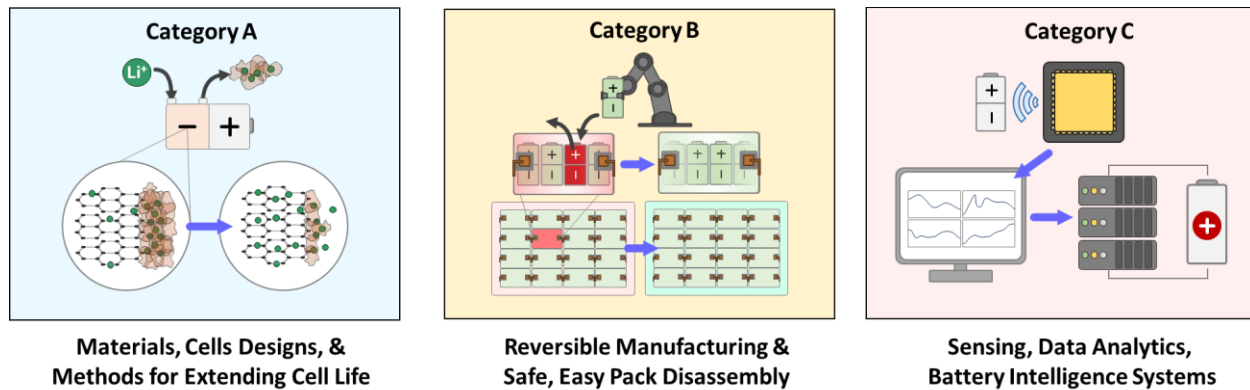 Category A
Li+
− +
Category B
+
−
+ + + +
− − − −
+ + + +
− − − −
Category C
+
−
+
Materials, Cells Designs, &
Methods for Extending Cell Life
Reversible Manufacturing &
Safe, Easy Pack Disassembly
Sensing, Data Analytics,
Battery Intelligence Systems